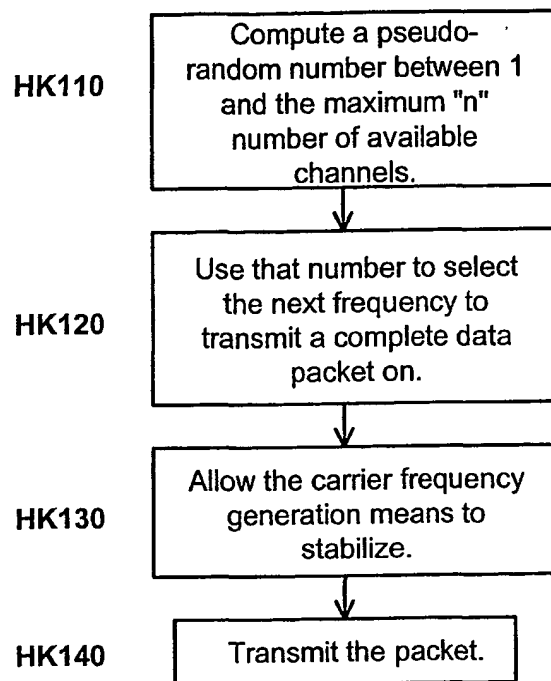 Compute a pseudo-
random number between 1
HK110
and the maximum "n"
number of available
channels.
Use that number to select
the next frequency to
HK120
transmit a complete data
packet on.
Allow the carrier frequency
HK130
generation means to
stabilize.
HK140
Transmit the packet.